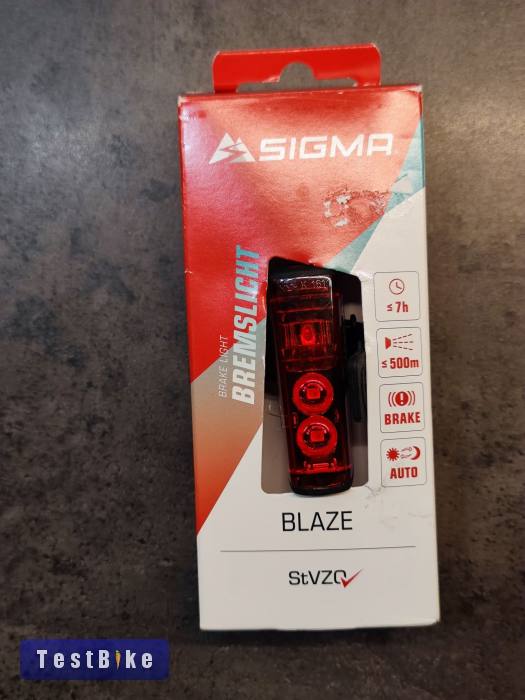 SIGMA
BRAKE LIGHT
BREMSLICHT
≤ 7h
≤ 500m
BRAKE
AUTO
BLAZE
StVZO
TestBike